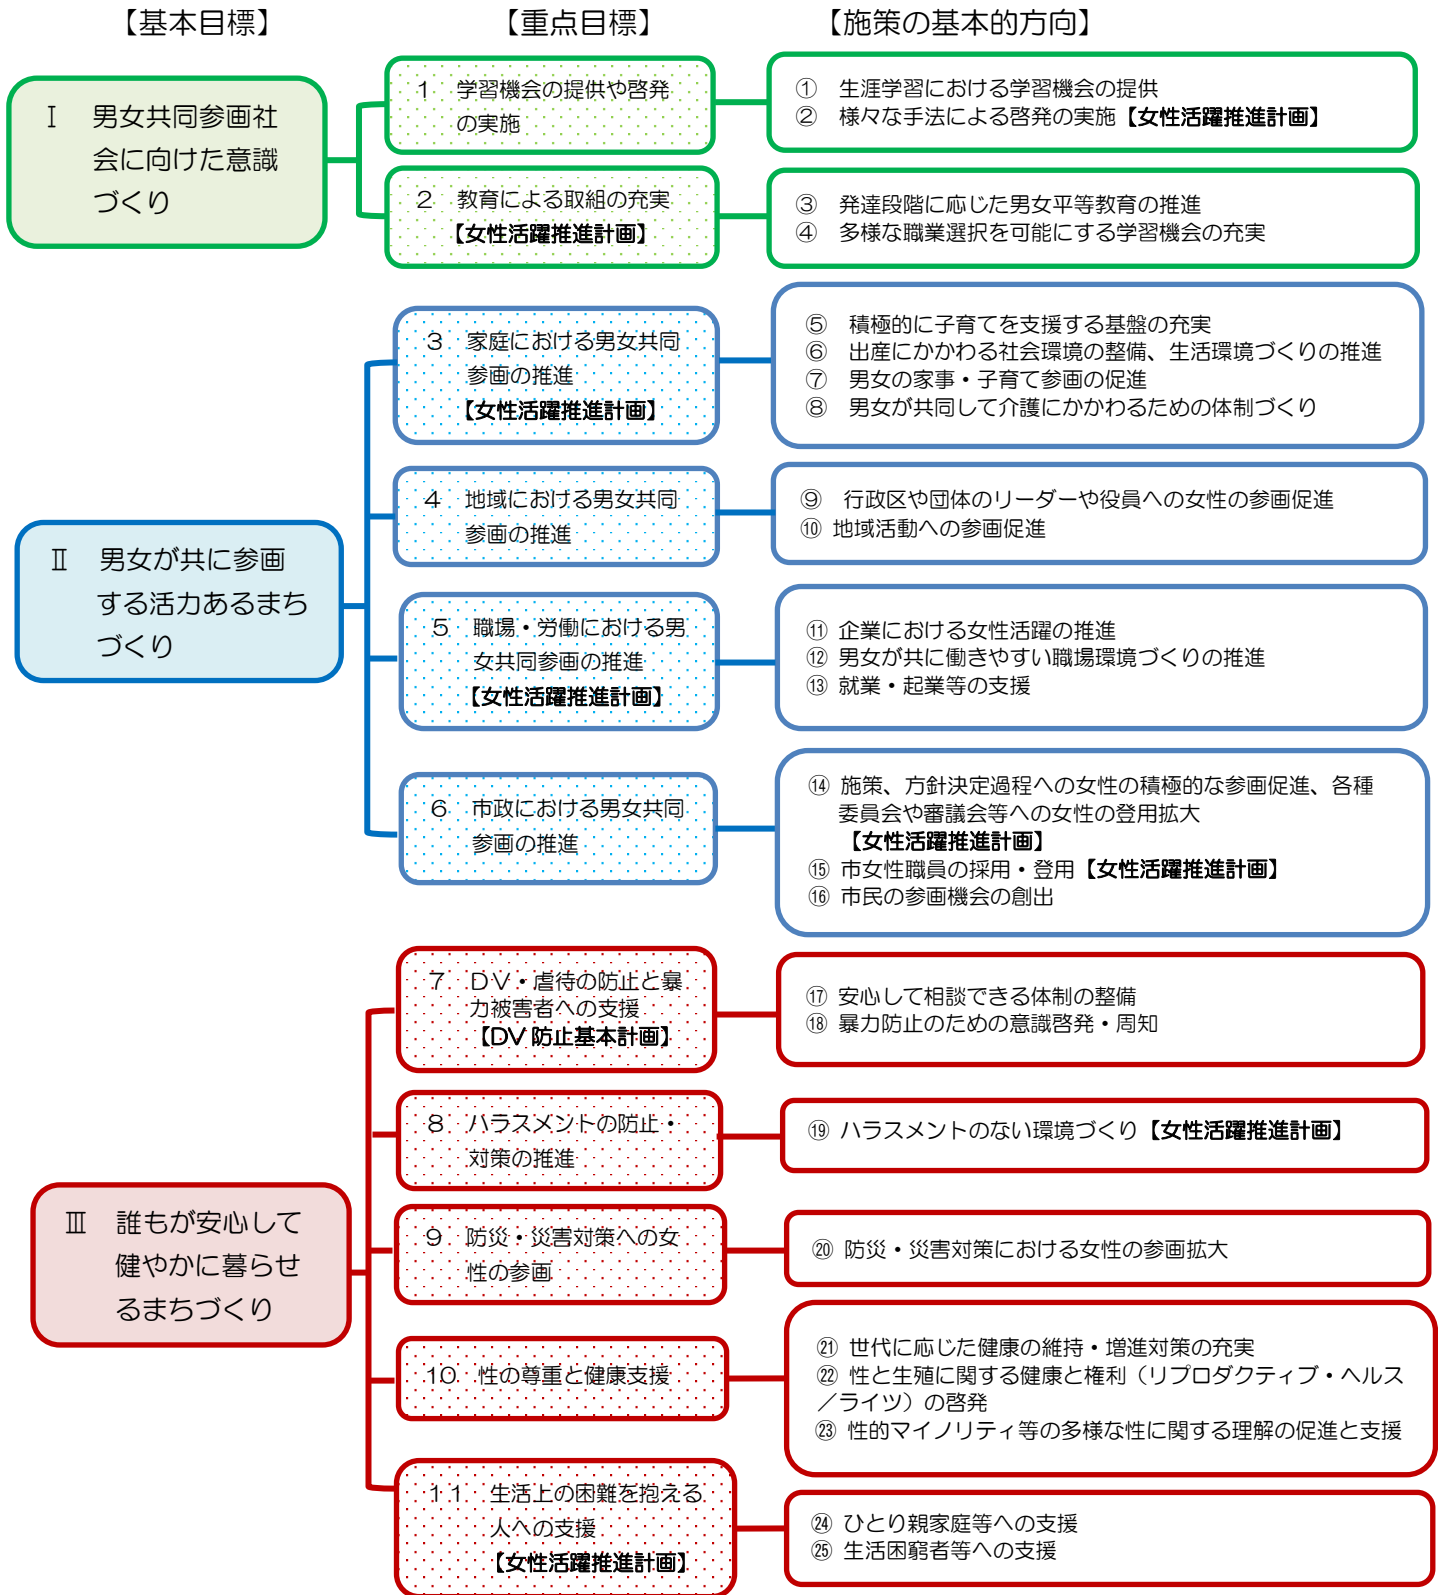 【基本目標】 【重点目標】 【施策の基本的方向】
Ⅰ 男女共同参画社
会に向けた意識
づくり
1 学習機会の提供や啓発
の実施
① 生涯学習における学習機会の提供
② 様々な手法による啓発の実施【女性活躍推進計画】
2 教育による取組の充実
【女性活躍推進計画】
③ 発達段階に応じた男女平等教育の推進
④ 多様な職業選択を可能にする学習機会の充実
Ⅱ 男女が共に参画
する活力あるまち
づくり
3 家庭における男女共同
参画の推進
【女性活躍推進計画】
⑤ 積極的に子育てを支援する基盤の充実
⑥ 出産にかかわる社会環境の整備、生活環境づくりの推進
⑦ 男女の家事・子育て参画の促進
⑧ 男女が共同して介護にかかわるための体制づくり
4 地域における男女共同
参画の推進
⑨ 行政区や団体のリーダーや役員への女性の参画促進
⑩ 地域活動への参画促進
5 職場・労働における男
女共同参画の推進
【女性活躍推進計画】
⑪ 企業における女性活躍の推進
⑫ 男女が共に働きやすい職場環境づくりの推進
⑬ 就業・起業等の支援
6 市政における男女共同
参画の推進
⑭ 施策、方針決定過程への女性の積極的な参画促進、各種
委員会や審議会等への女性の登用拡大
【女性活躍推進計画】
⑮ 市女性職員の採用・登用【女性活躍推進計画】
⑯ 市民の参画機会の創出
Ⅲ 誰もが安心して
健やかに暮らせ
るまちづくり
7 DV・虐待の防止と暴
力被害者への支援
【DV防止基本計画】
⑰ 安心して相談できる体制の整備
⑱ 暴力防止のための意識啓発・周知
8 ハラスメントの防止・
対策の推進
⑲ ハラスメントのない環境づくり【女性活躍推進計画】
9 防災・災害対策への女
性の参画
⑳ 防災・災害対策における女性の参画拡大
10 性の尊重と健康支援
㉑ 世代に応じた健康の維持・増進対策の充実
㉒ 性と生殖に関する健康と権利（リプロダクティブ・ヘルス
／ライツ）の啓発
㉓ 性的マイノリティ等の多様な性に関する理解の促進と支援
11 生活上の困難を抱える
人への支援
【女性活躍推進計画】
㉔ ひとり親家庭等への支援
㉕ 生活困窮者等への支援